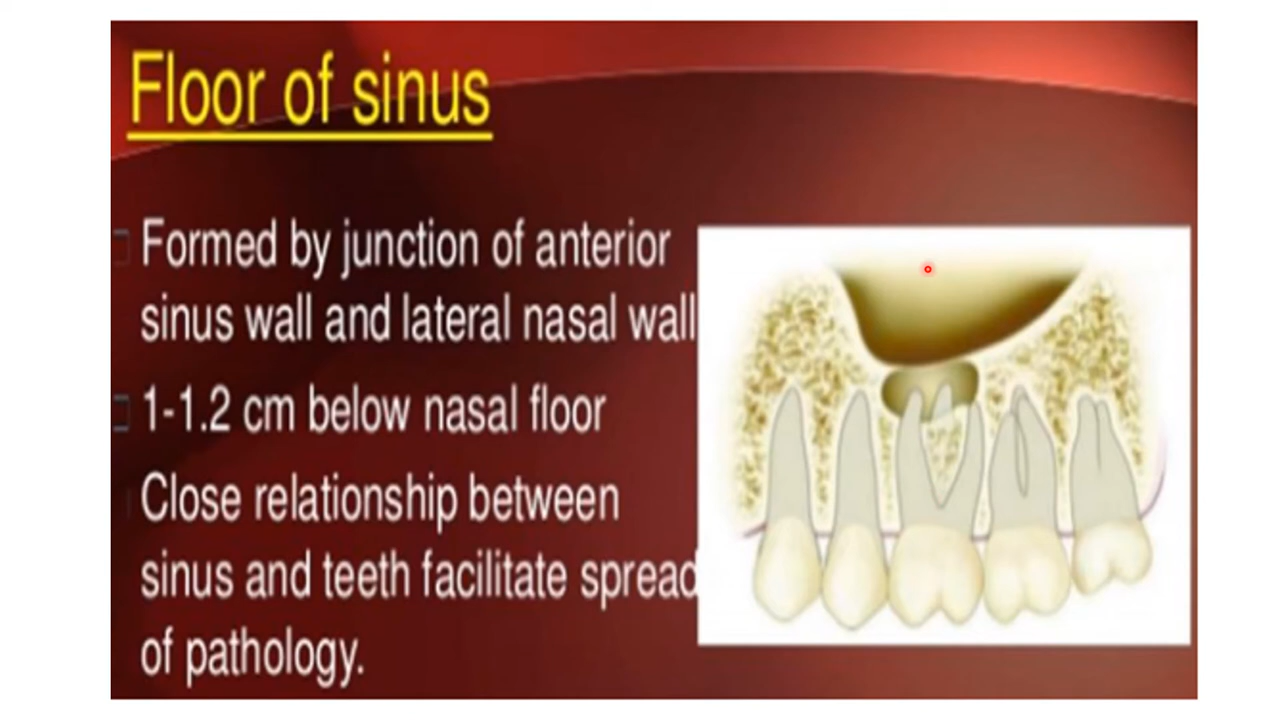 Floor of sinus
Formed by junction of anterior
sinus wall and lateral nasal wall
1-1.2 cm below nasal floor
Close relationship between
sinus and teeth facilitate spread
of pathology.